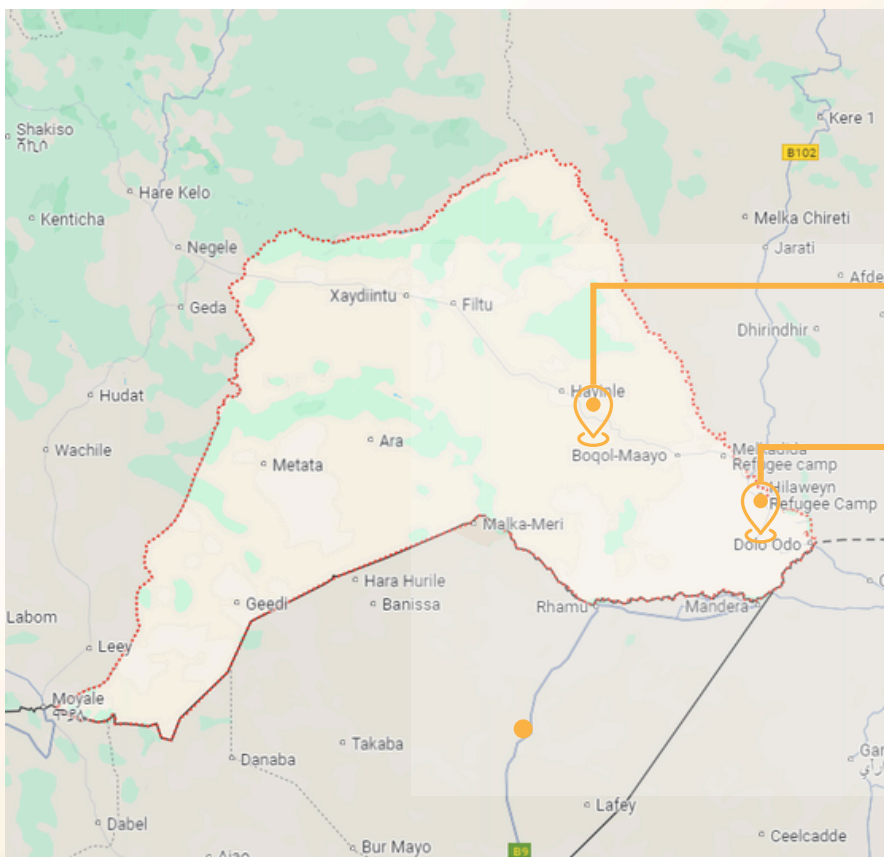 Kere 1
Shakiso
ሻኪሶ
B102
Hare Kelo
Kenticha
Melka Chireti
Negele
Jarati
Afde
Xaydiintu
Filtu
Geda
Dhirindhir
Hayinle
Hudat
Ara
Wachile
Boqol-Maayo
Melkadida
Refugee camp
Metata
Hilaweyn
Refugee Camp
Malka-Meri
Dolo Odo
Hara Hurile
Geedi
Banissa
Rhamu
Mandera
Labom
Leey
Moyale
ሞያሌ
Takaba
Danaba
Gar
Lafey
Dabel
Ceelcadde
Bur Mayo
B9